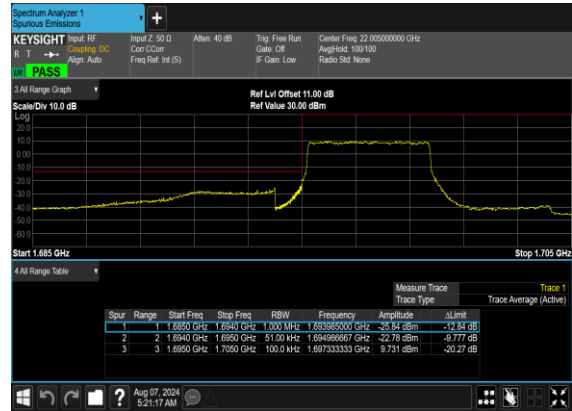 Spectrum Analyzer 1
Spurious Emissions
+
KEYSIGHT Input: RF Input Z: 50 Ω Atten: 40 dB Trig: Free Run Center Freq: 22.005000000 GHz
R T Coupling: DC Corr CCorr Gate: Off Avg|Hold: 100/100
Align: Auto Freq Ref: Int (S) IF Gain: Low Radio Std: None
LW PASS
3 All Range Graph Ref Lvl Offset 11.00 dB
Scale/Div 10.0 dB Ref Value 30.00 dBm
Log
20.0
10.0
0.00
-10.0
-20.0
-30.0
-40.0
-50.0
-60.0
Start 1.685 GHz Stop 1.705 GHz
4 All Range Table
Measure Trace Trace 1
Trace Type Trace Average (Active)
Spur Range Start Freq Stop Freq RBW Frequency Amplitude ΔLimit
1 1 1.6850 GHz 1.6940 GHz 1.000 MHz 1.693985000 GHz -25.84 dBm -12.84 dB
2 2 1.6940 GHz 1.6950 GHz 51.00 kHz 1.694986667 GHz -22.78 dBm -9.777 dB
3 3 1.6950 GHz 1.7050 GHz 100.0 kHz 1.697333333 GHz 9.731 dBm -20.27 dB
? Aug 07, 2024
5:21:17 AM